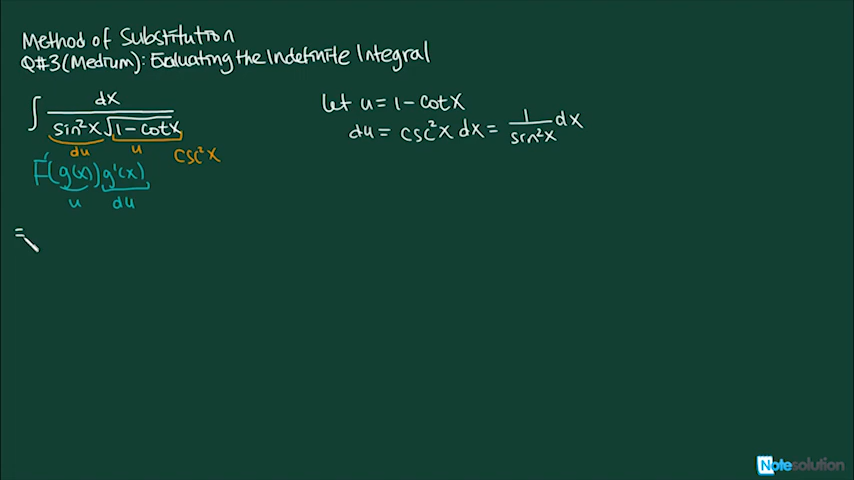 Method of Substitution
Q#3 (Medium): Evaluating the Indefinite Integral
∫ dx / (sin²x √(1 - cotx))
du u csc²x
F'(g(x)) g'(x)
u du
let u = 1 - cotx
du = csc²x dx = 1/(sin²x) dx
=
Notesolution